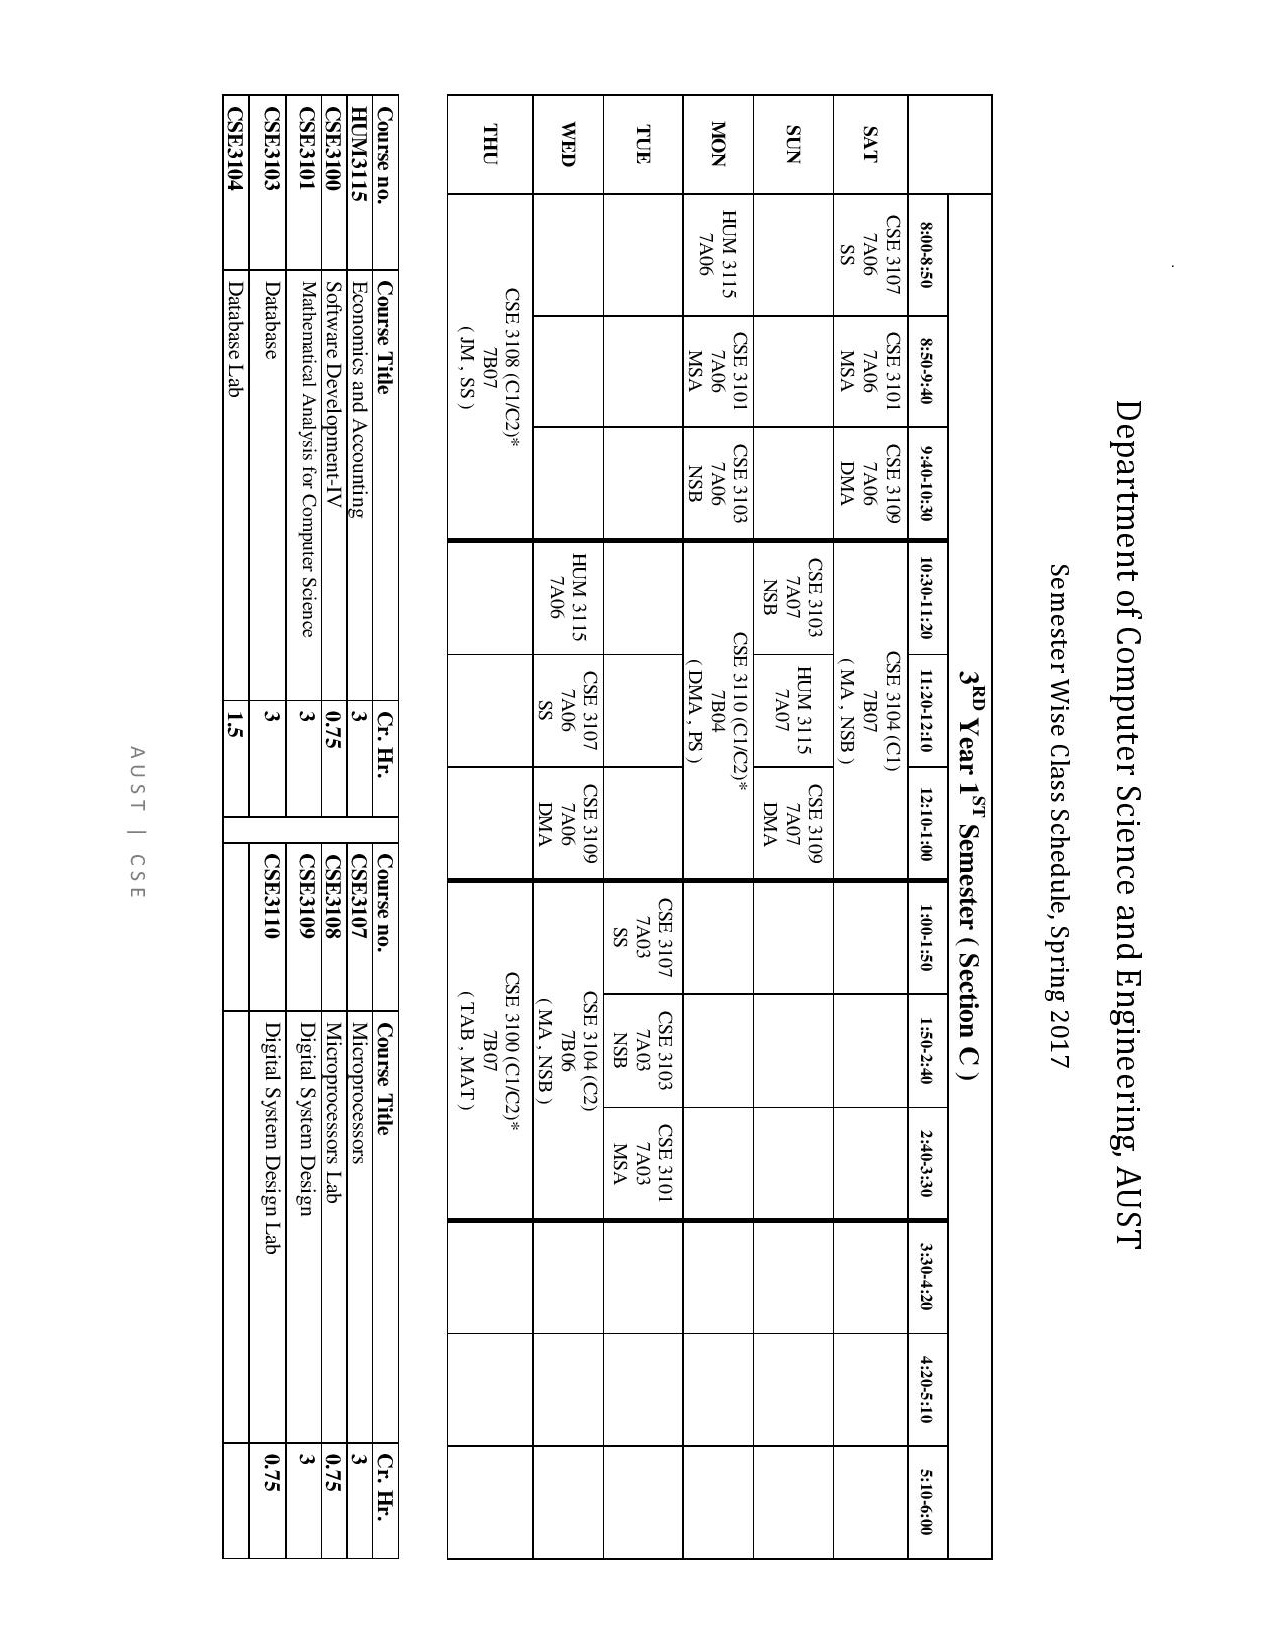 Department of Computer Science and Engineering, AUST
Semester Wise Class Schedule, Spring 2017
3RD Year 1ST Semester ( Section C )
8:00-8:50 8:50-9:40 9:40-10:30 10:30-11:20 11:20-12:10 12:10-1:00 1:00-1:50 1:50-2:40 2:40-3:30 3:30-4:20 4:20-5:10 5:10-6:00
SAT
CSE 3107
7A06
SS
CSE 3101
7A06
MSA
CSE 3109
7A06
DMA
CSE 3104 (C1)
7B07
( MA , NSB )
SUN
CSE 3103
7A07
NSB
HUM 3115
7A07
CSE 3109
7A07
DMA
MON
HUM 3115
7A06
CSE 3101
7A06
MSA
CSE 3103
7A06
NSB
CSE 3110 (C1/C2)*
7B04
( DMA , PS )
TUE
CSE 3107
7A03
SS
CSE 3103
7A03
NSB
CSE 3101
7A03
MSA
WED
HUM 3115
7A06
CSE 3107
7A06
SS
CSE 3109
7A06
DMA
CSE 3104 (C2)
7B06
( MA , NSB )
THU
CSE 3108 (C1/C2)*
7B07
( JM , SS )
CSE 3100 (C1/C2)*
7B07
( TAB , MAT )
Course no. Course Title Cr. Hr. Course no. Course Title Cr. Hr.
HUM3115 Economics and Accounting 3 CSE3107 Microprocessors 3
CSE3100 Software Development-IV 0.75 CSE3108 Microprocessors Lab 0.75
CSE3101 Mathematical Analysis for Computer Science 3 CSE3109 Digital System Design 3
CSE3103 Database 3 CSE3110 Digital System Design Lab 0.75
CSE3104 Database Lab 1.5
AUST | CSE